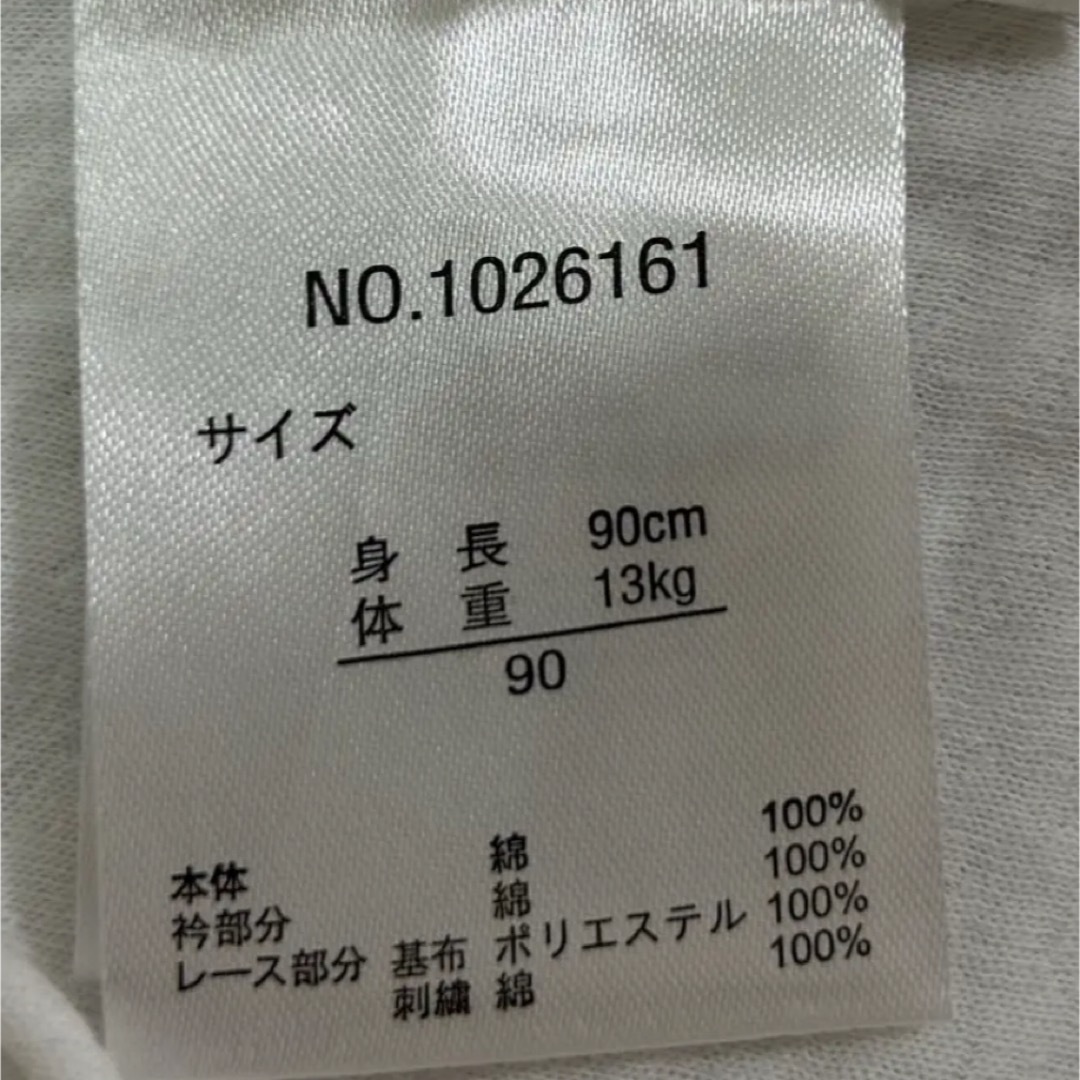 NO.1026161
サイズ
身長 90cm
体重 13kg
90
本体 綿 100%
衿部分 綿 100%
レース部分 基布 ポリエステル 100%
刺繍 綿 100%